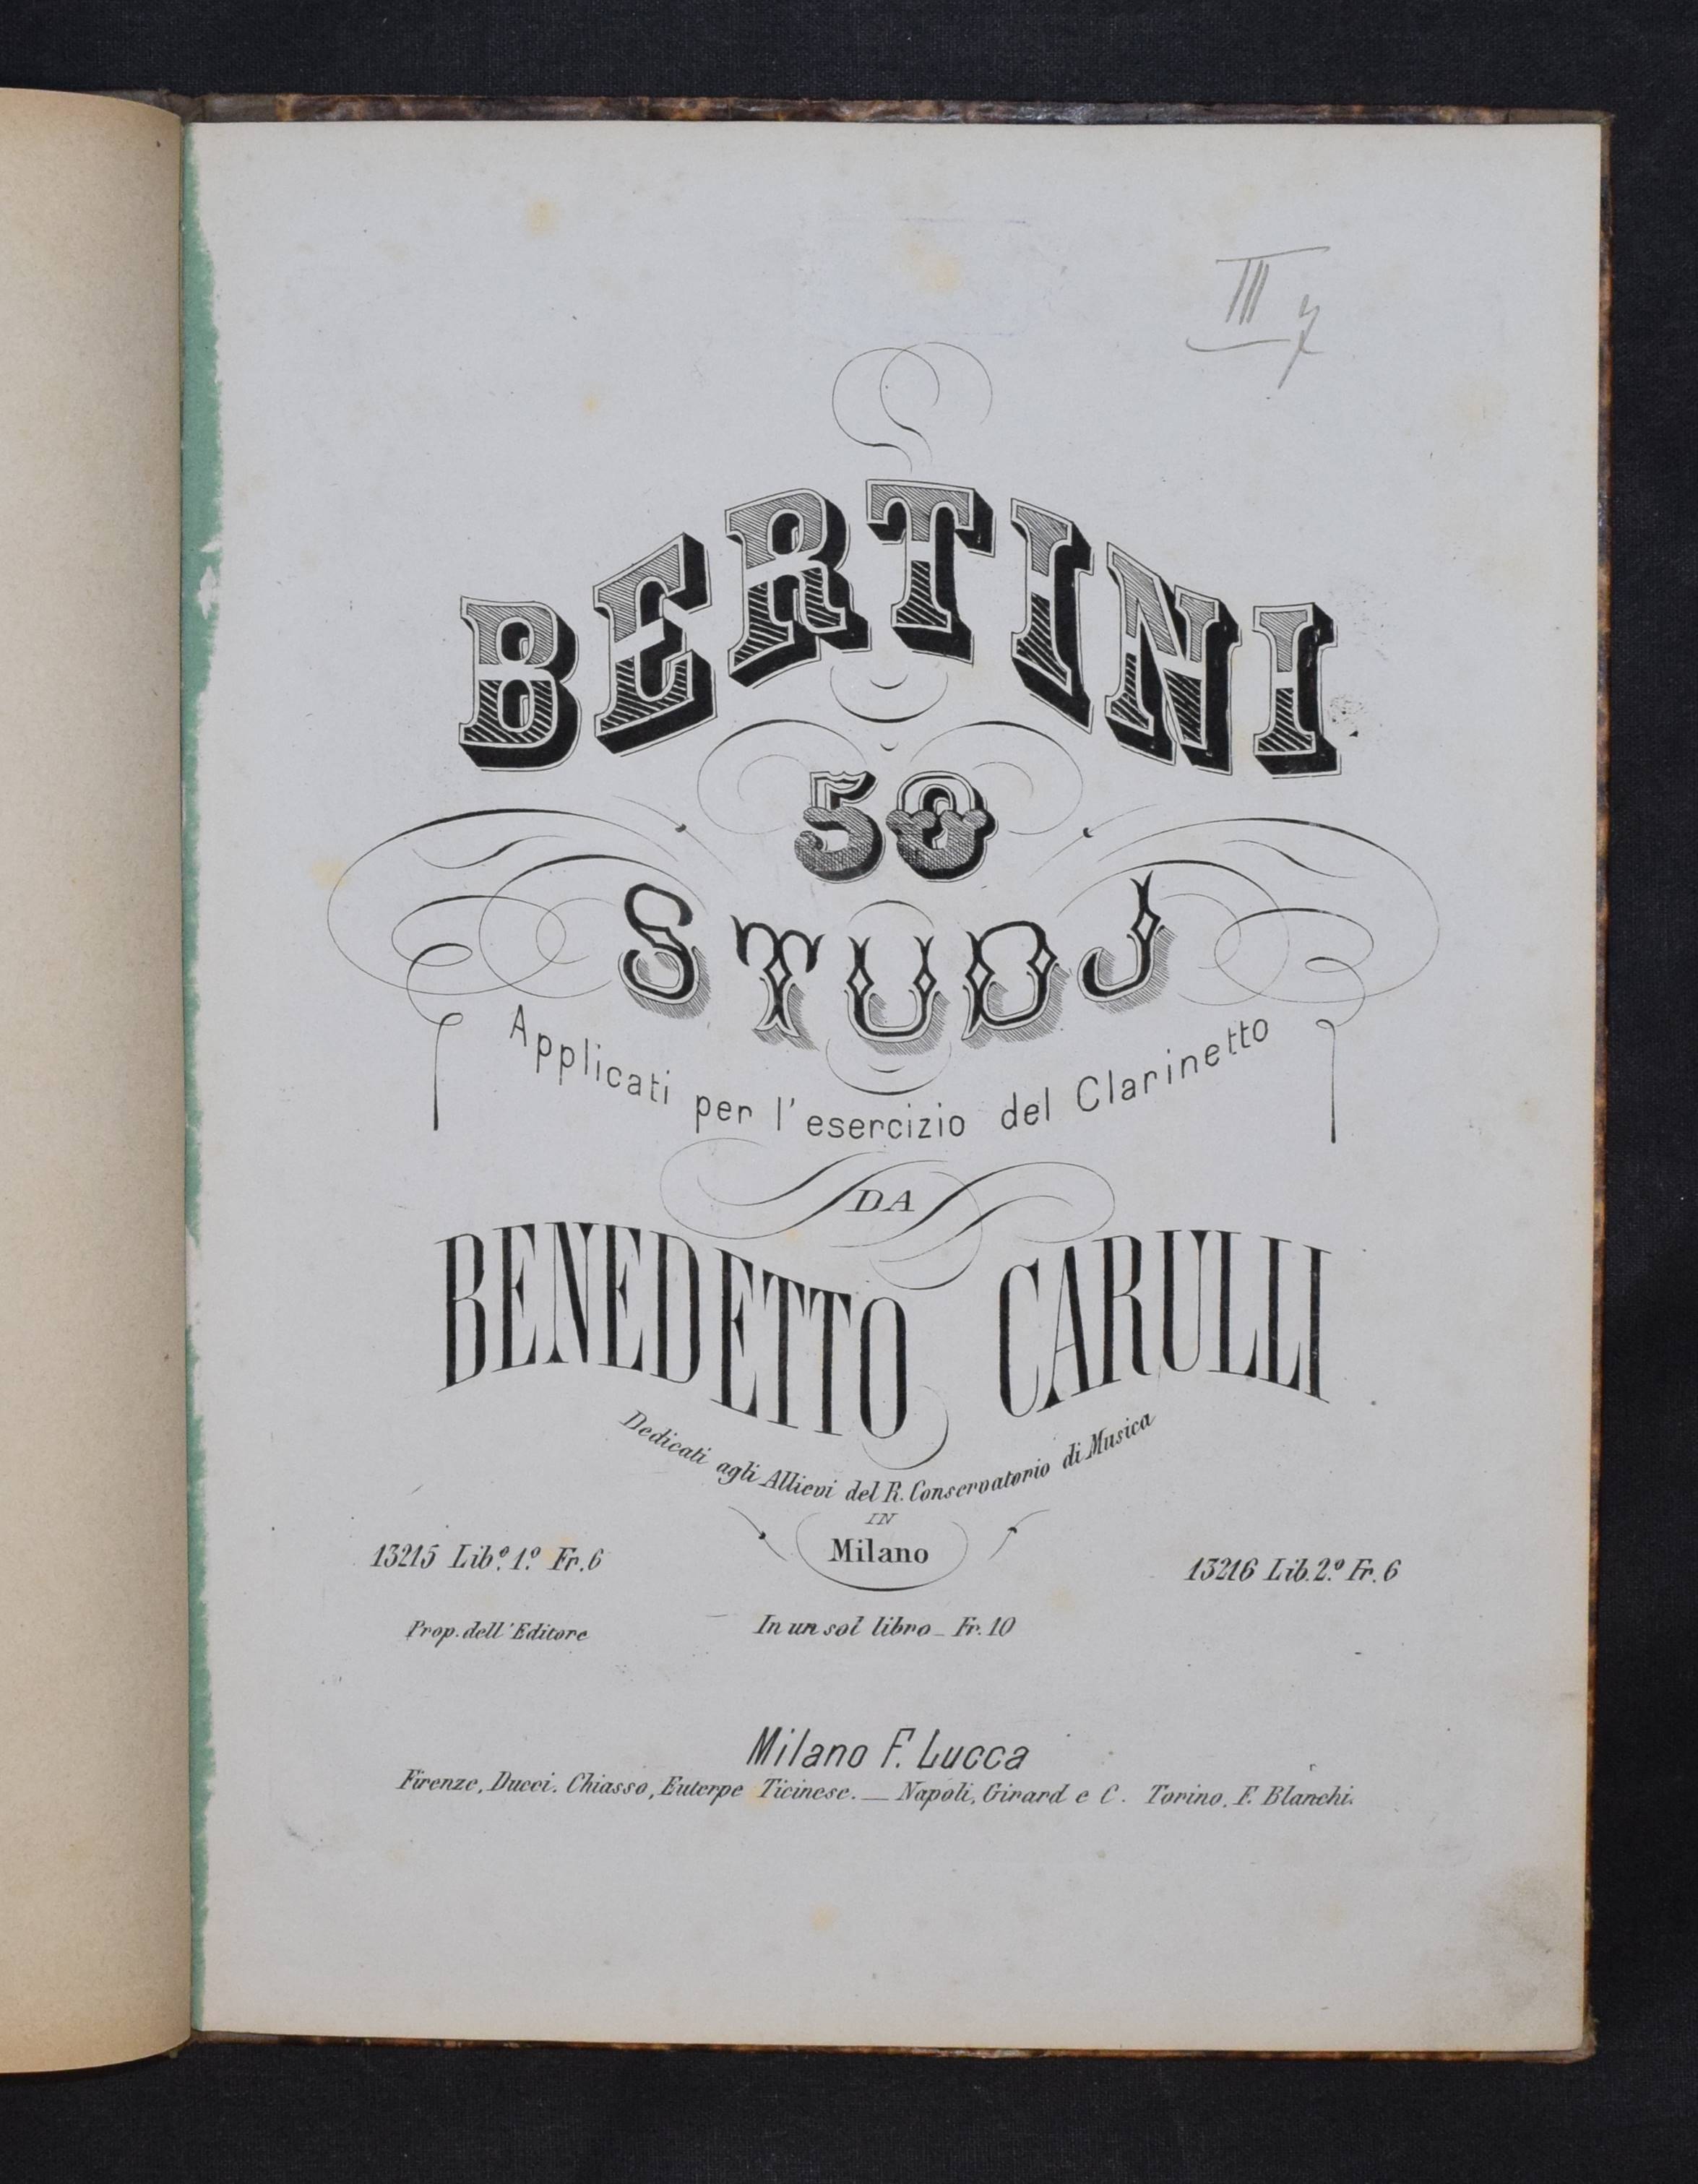 III 7
BERTINI
50
STUDJ
Applicati per l'esercizio del Clarinetto
DA
BENEDETTO CARULLI
Dedicati agli Allievi del R. Conservatorio di Musica
IN
Milano
13215 Lib.º 1.º Fr. 6
13216 Lib. 2.º Fr. 6
Prop. dell'Editore
In un sol libro_ Fr. 10
Milano F. Lucca
Firenze, Ducci. Chiasso, Euterpe Ticinese. — Napoli, Girard e C. Torino, F. Blanchi.